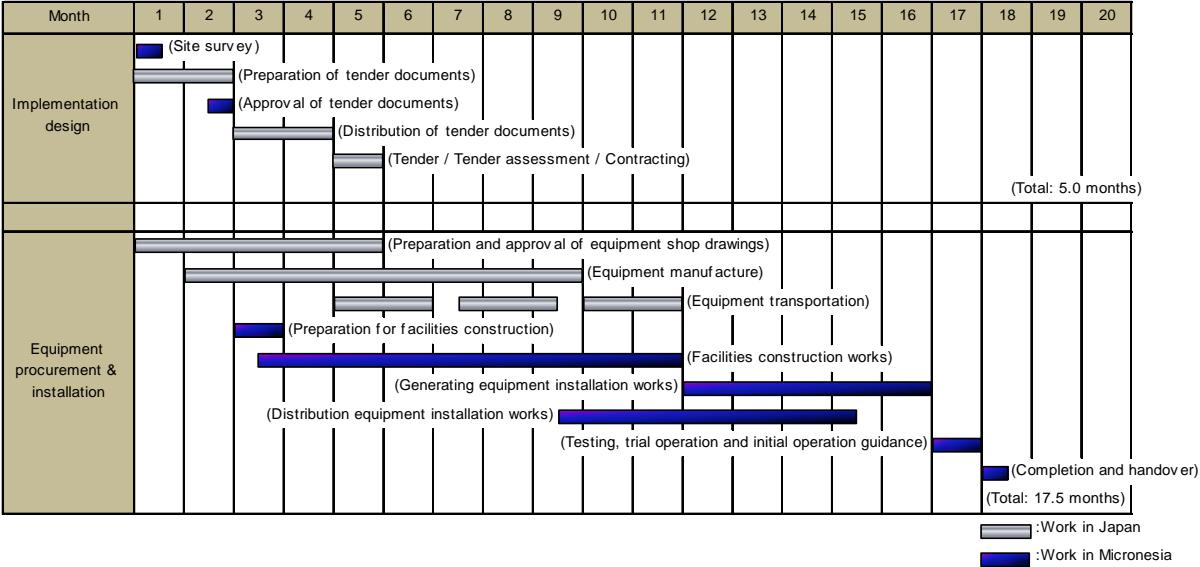 Month 1 2 3 4 5 6 7 8 9 10 11 12 13 14 15 16 17 18 19 20
(Site survey)
(Preparation of tender documents)
Implementation
design
(Approval of tender documents)
(Distribution of tender documents)
(Tender / Tender assessment / Contracting)
(Total: 5.0 months)
(Preparation and approval of equipment shop drawings)
(Equipment manufacture)
(Equipment transportation)
(Preparation for facilities construction)
Equipment
procurement &
installation
(Facilities construction works)
(Generating equipment installation works)
(Distribution equipment installation works)
(Testing, trial operation and initial operation guidance)
(Completion and handover)
(Total: 17.5 months)
:Work in Japan
:Work in Micronesia